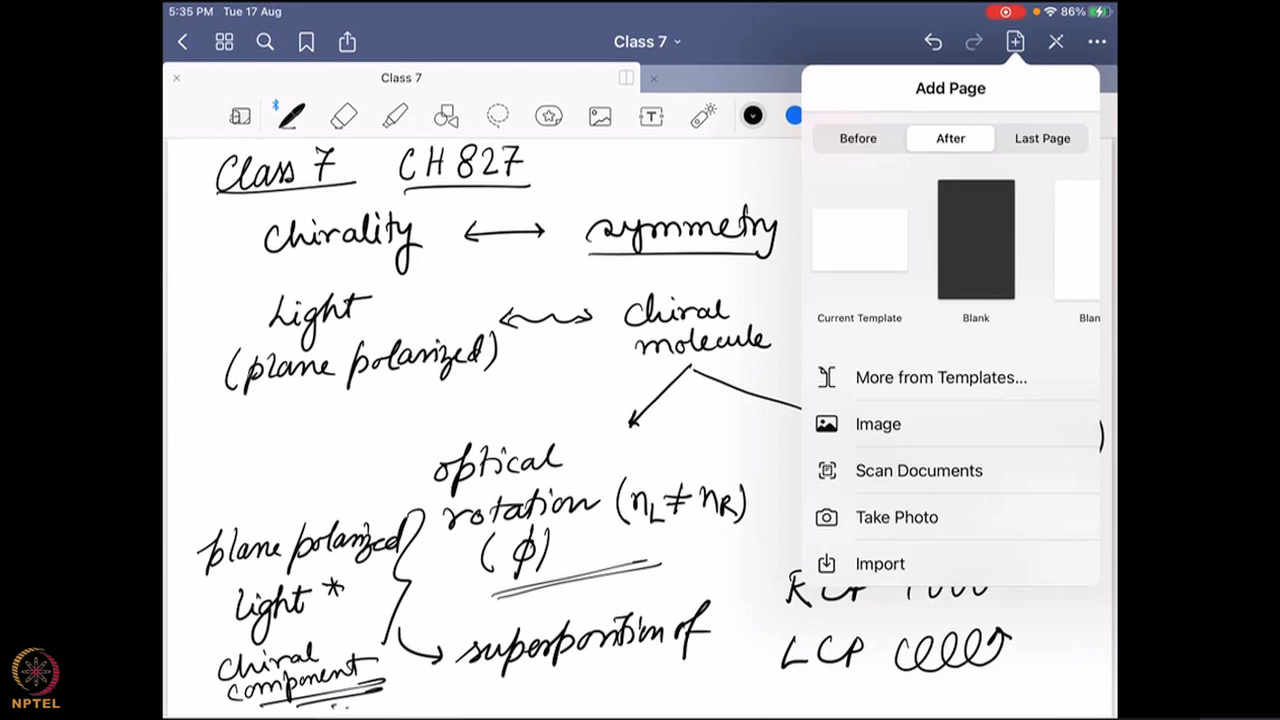 5:35 PM Tue 17 Aug
86%
Class 7
Class 7
Add Page
Before After Last Page
Current Template Blank Blan
More from Templates...
Image
Scan Documents
Take Photo
Import
Class 7 CH 827
Chirality ↔ symmetry
Light
(plane polarized)
chiral
molecule
optical
rotation (nL ≠ nR)
(ϕ)
plane polarized
light *
chiral
component
superposition of
RCP
LCP
NPTEL